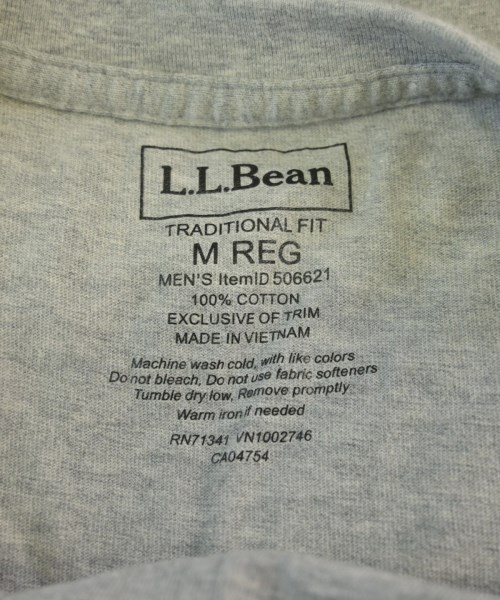 L.L.Bean
TRADITIONAL FIT
M REG
MEN'S ItemID 506621
100% COTTON
EXCLUSIVE OF TRIM
MADE IN VIETNAM
Machine wash cold, with like colors
Do not bleach, Do not use fabric softeners
Tumble dry low, Remove promptly
Warm iron if needed
RN71341 VN1002746
CA04754